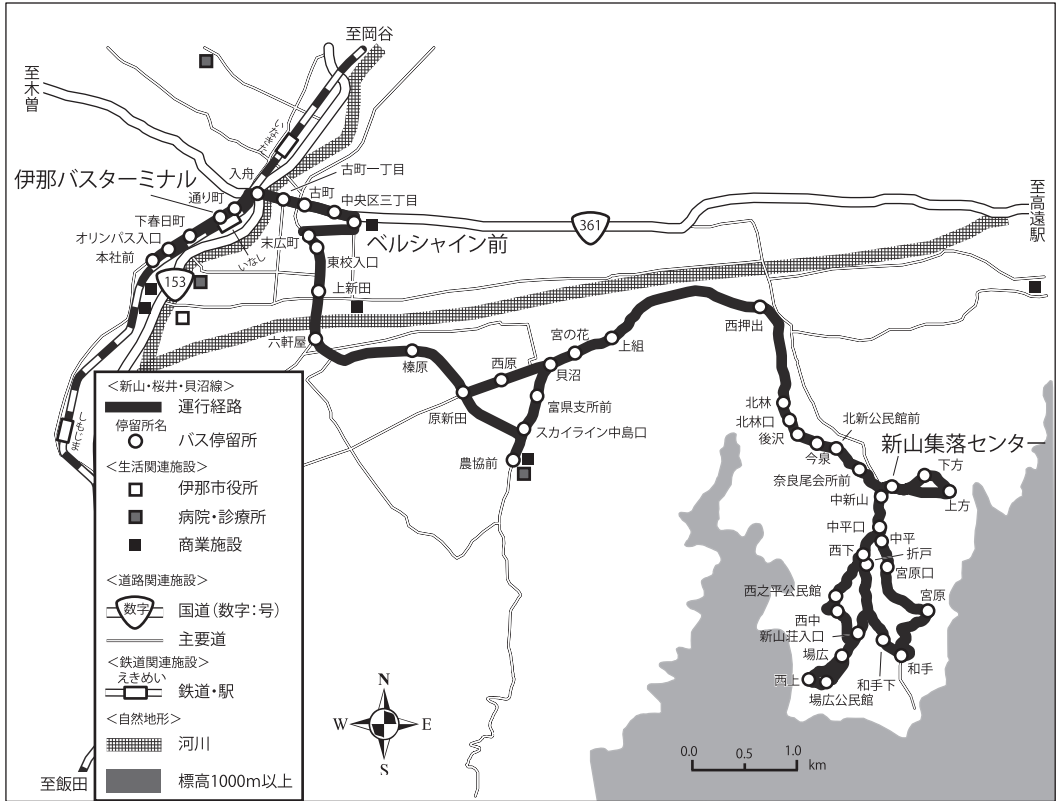 至岡谷
至木曽
いなきた
入舟
古町一丁目
伊那バスターミナル
通り町
古町
中央区三丁目
下春日町
オリンパス入口
本社前
いなし
末広町
ベルシャイン前
361
至高遠駅
153
東校入口
上新田
六軒屋
榛原
西原
宮の花
上組
貝沼
西押出
原新田
富県支所前
スカイライン中島口
農協前
北林
北林口
後沢
今泉
北新公民館前
新山集落センター
奈良尾会所前
中新山
下方
上方
中平口
中平
西下
折戸
宮原口
西之平公民館
西中
宮原
新山荘入口
場広
西上
場広公民館
和手下
和手
しもじま
至飯田
<新山・桜井・貝沼線>
運行経路
停留所名
バス停留所
<生活関連施設>
伊那市役所
病院・診療所
商業施設
<道路関連施設>
数字
国道(数字:号)
主要道
<鉄道関連施設>
えきめい
鉄道・駅
<自然地形>
河川
標高1000m以上
N
W
E
S
0.0
0.5
1.0
km